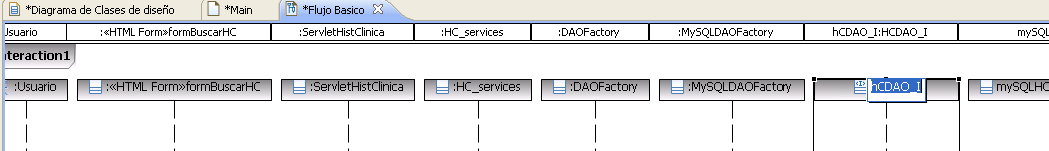 *Diagrama de Clases de diseño *Main *Flujo Basico
Usuario :«HTML Form»formBuscarHC :ServletHistClinica :HC_services :DAOFactory :MySQLDAOFactory hCDAO_I:HCDAO_I mySQ
nteraction1
:Usuario :«HTML Form»formBuscarHC :ServletHistClinica :HC_services :DAOFactory :MySQLDAOFactory hCDAO_I mySQLHC